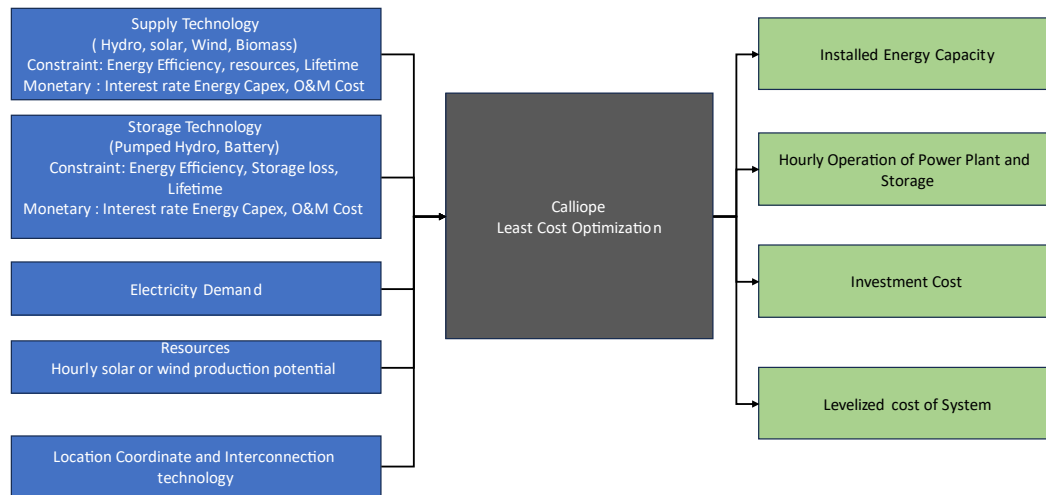 Supply Technology
( Hydro, solar, Wind, Biomass)
Constraint: Energy Efficiency, resources, Lifetime
Monetary : Interest rate Energy Capex, O&M Cost
Storage Technology
(Pumped Hydro, Battery)
Constraint: Energy Efficiency, Storage loss,
Lifetime
Monetary : Interest rate Energy Capex, O&M Cost
Electricity Demand
Resources
Hourly solar or wind production potential
Location Coordinate and Interconnection
technology
Calliope
Least Cost Optimization
Installed Energy Capacity
Hourly Operation of Power Plant and
Storage
Investment Cost
Levelized cost of System